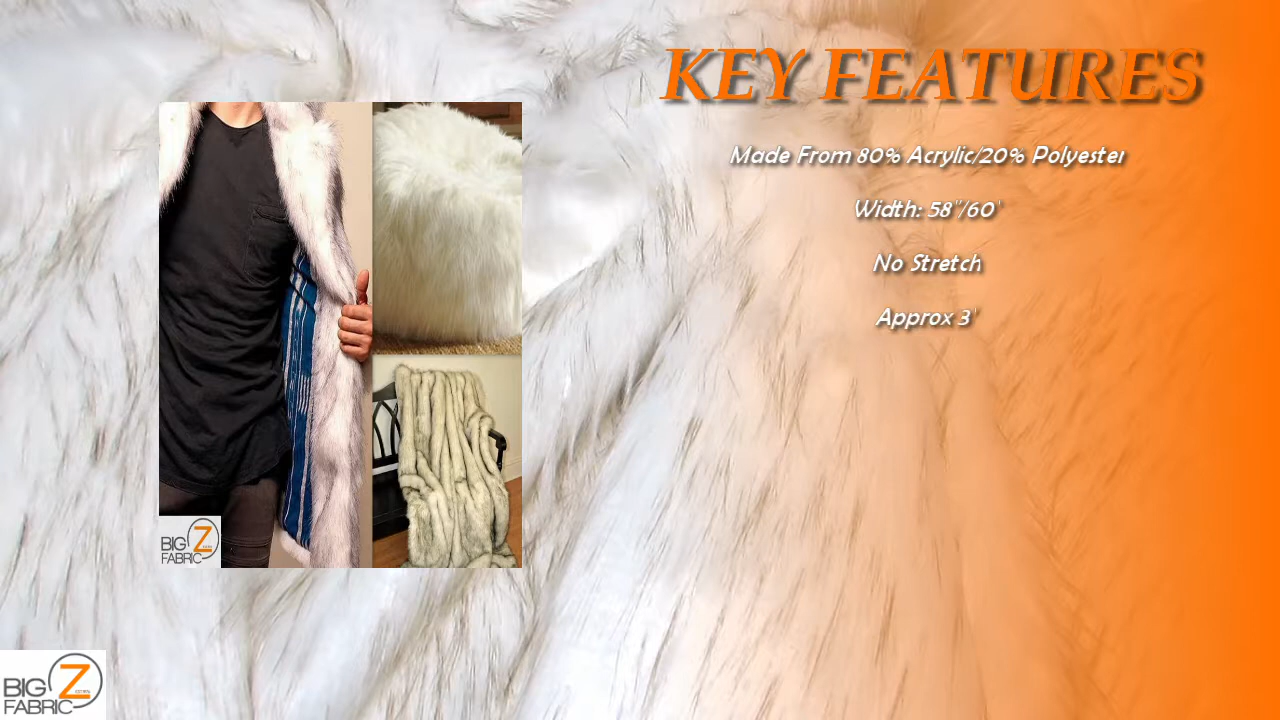 KEY FEATURES
Made From 80% Acrylic/20% Polyester
Width: 58"/60"
No Stretch
Approx 3"
BIG Z
FABRIC
BIG Z
FABRIC